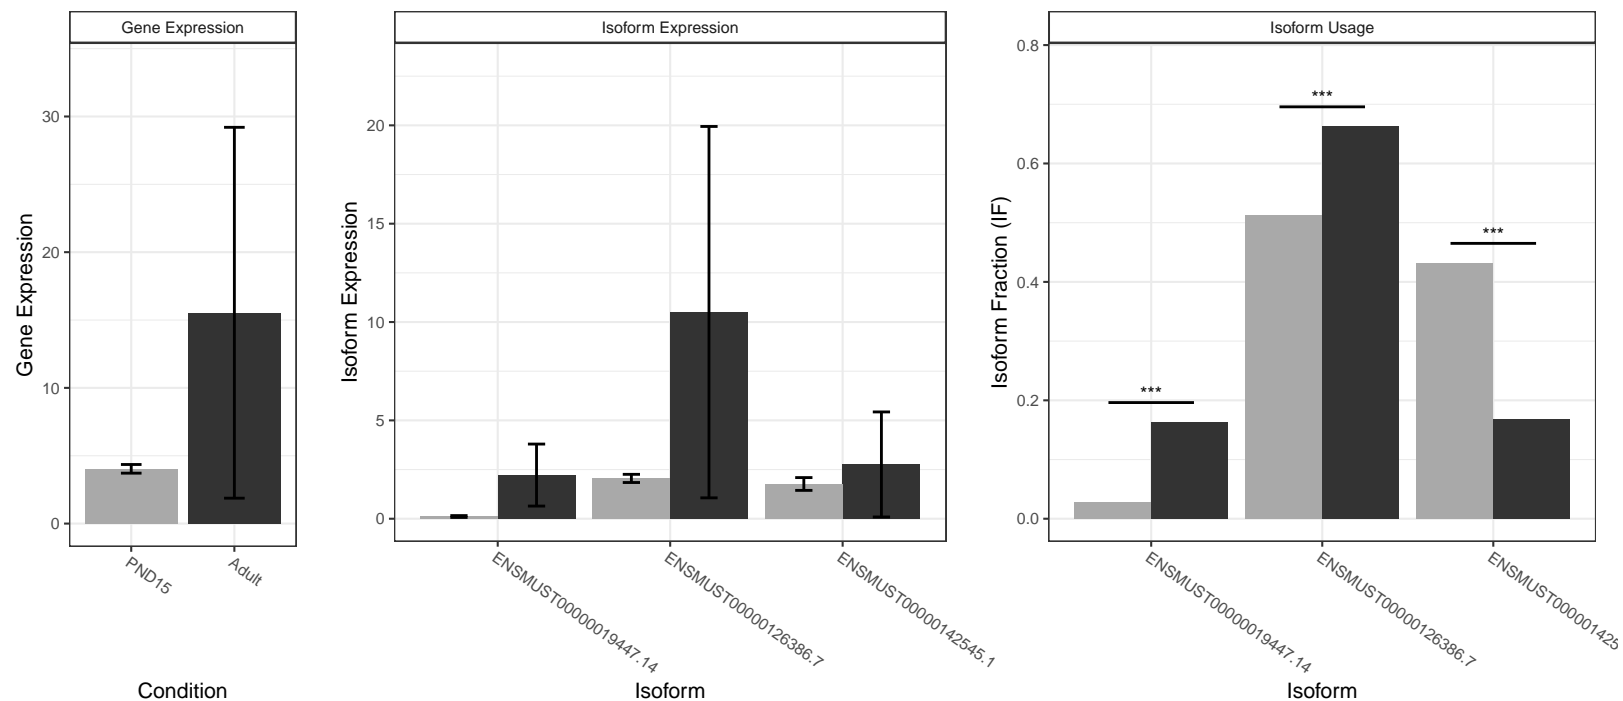 Gene Expression
Gene Expression
30
20
10
0
PND15
Adult
Condition
Isoform Expression
Isoform Expression
20
15
10
5
0
ENSMUST00000019447.14
ENSMUST00000126386.7
ENSMUST00000142545.1
Isoform
Isoform Usage
Isoform Fraction (IF)
0.8
0.6
0.4
0.2
0.0
***
***
***
ENSMUST00000019447.14
ENSMUST00000126386.7
ENSMUST000001425
Isoform